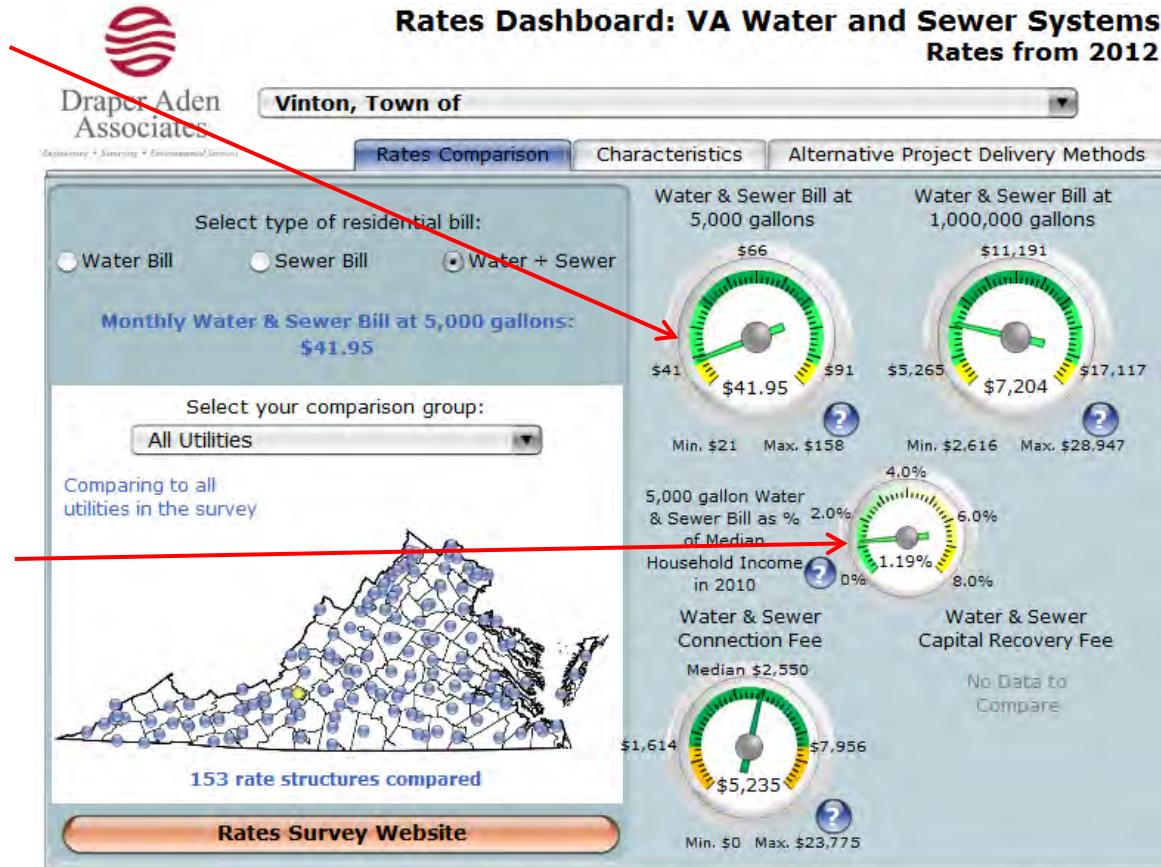 Rates Dashboard: VA Water and Sewer Systems
Rates from 2012
Draper Aden
Associates
Engineering • Surveying • Environmental Services
Vinton, Town of
Rates Comparison
Characteristics
Alternative Project Delivery Methods
Select type of residential bill:
Water Bill
Sewer Bill
Water + Sewer
Monthly Water & Sewer Bill at 5,000 gallons:
$41.95
Select your comparison group:
All Utilities
Comparing to all
utilities in the survey
153 rate structures compared
Rates Survey Website
Water & Sewer Bill at
5,000 gallons
$66
$41
$91
$41.95
?
Min. $21 Max. $158
Water & Sewer Bill at
1,000,000 gallons
$11,191
$5,265
$17,117
$7,204
?
Min. $2,616 Max. $28,947
5,000 gallon Water
& Sewer Bill as %
of Median
Household Income
in 2010
?
4.0%
2.0%
6.0%
1.19%
0%
8.0%
Water & Sewer
Connection Fee
Median $2,550
$1,614
$7,956
$5,235
?
Min. $0 Max. $23,775
Water & Sewer
Capital Recovery Fee
No Data to
Compare